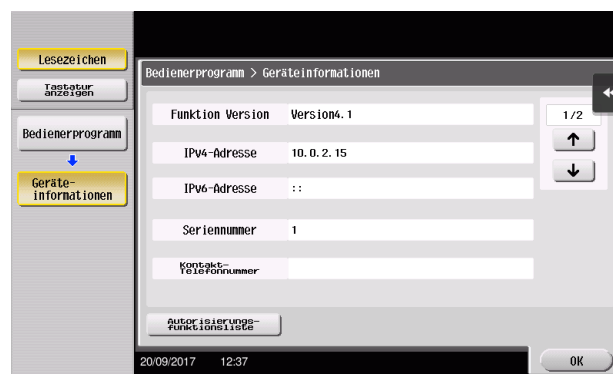 Lesezeichen
Tastatur
anzeigen
Bedienerprogramm
Geräte-
informationen
Bedienerprogramm > Geräteinformationen
Funktion Version Version4.1
IPv4-Adresse 10.0.2.15
IPv6-Adresse ::
Seriennummer 1
Kontakt-
Telefonnummer
1/2
Autorisierungs-
funktionsliste
20/09/2017 12:37
OK